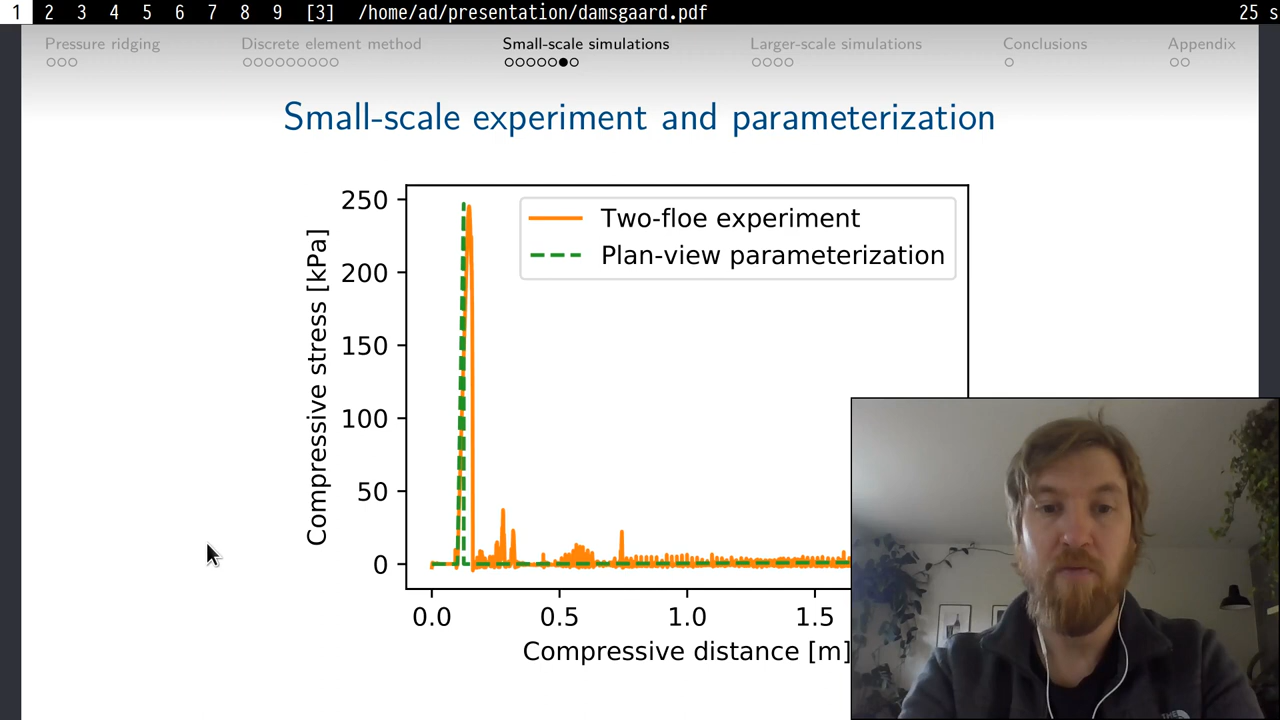 1 2 3 4 5 6 7 8 9 [3] /home/ad/presentation/damsgaard.pdf 25 s
Pressure ridging Discrete element method Small-scale simulations Larger-scale simulations Conclusions Appendix
Small-scale experiment and parameterization
250
200
150
100
50
0
Compressive stress [kPa]
Two-floe experiment
Plan-view parameterization
0.0 0.5 1.0 1.5
Compressive distance [m]
THE